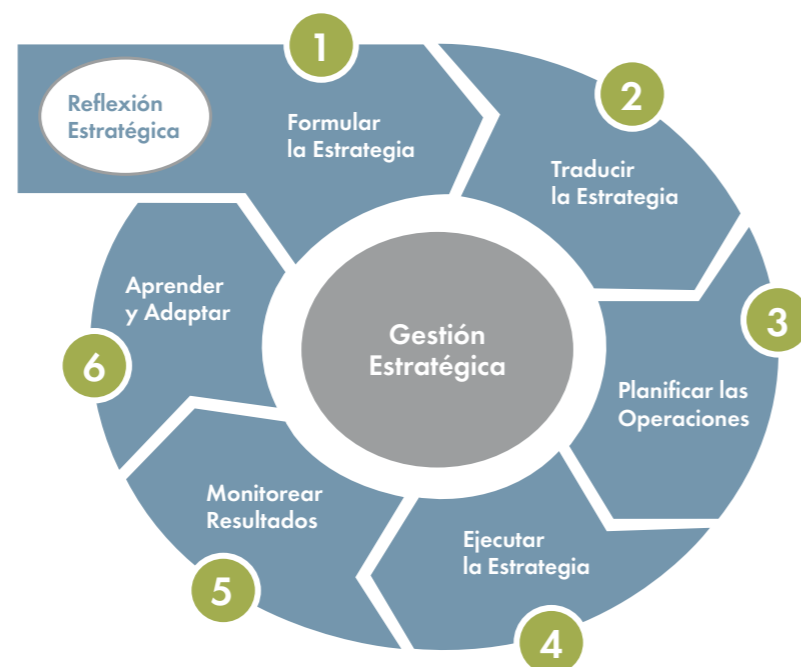 Reflexión
Estratégica
1
Formular
la Estrategia
2
Traducir
la Estrategia
3
Planificar las
Operaciones
4
Ejecutar
la Estrategia
5
Monitorear
Resultados
6
Aprender
y Adaptar
Gestión
Estratégica